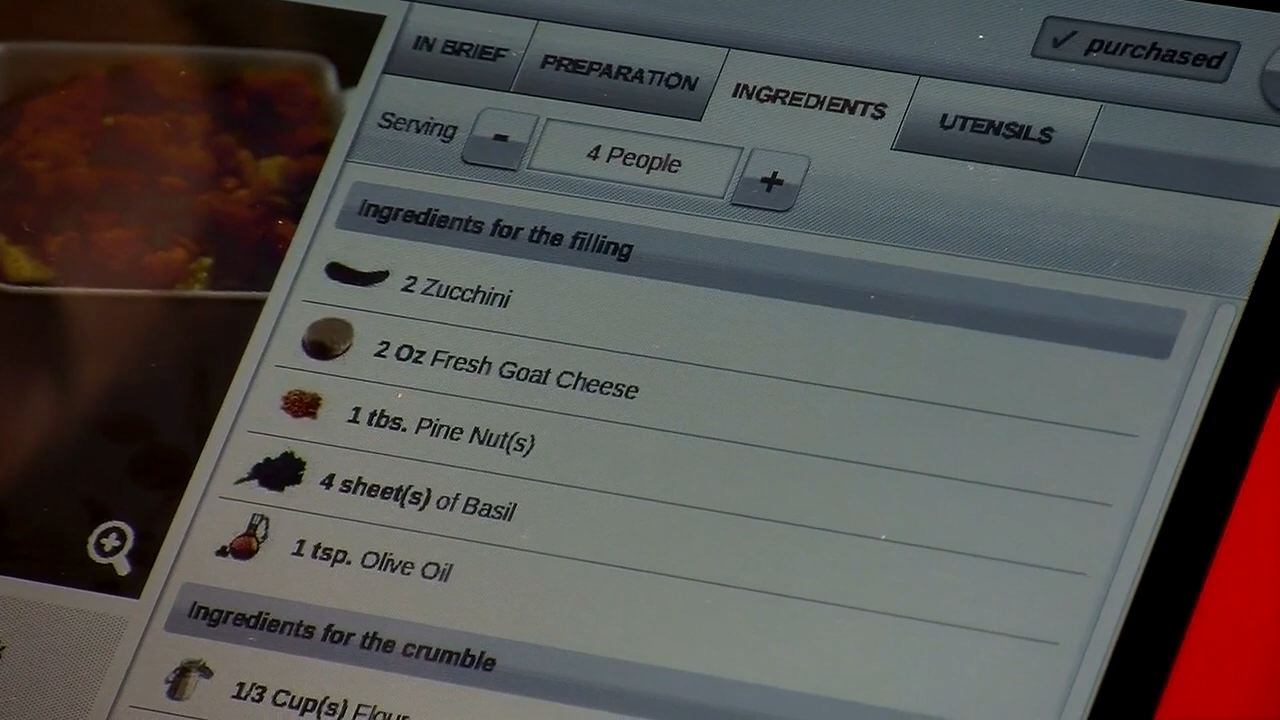 IN BRIEF
PREPARATION
INGREDIENTS
UTENSILS
✓ purchased
Serving
-
4 People
+
Ingredients for the filling
2 Zucchini
2 Oz Fresh Goat Cheese
1 tbs. Pine Nut(s)
4 sheet(s) of Basil
1 tsp. Olive Oil
Ingredients for the crumble
1/3 Cup(s) Flour